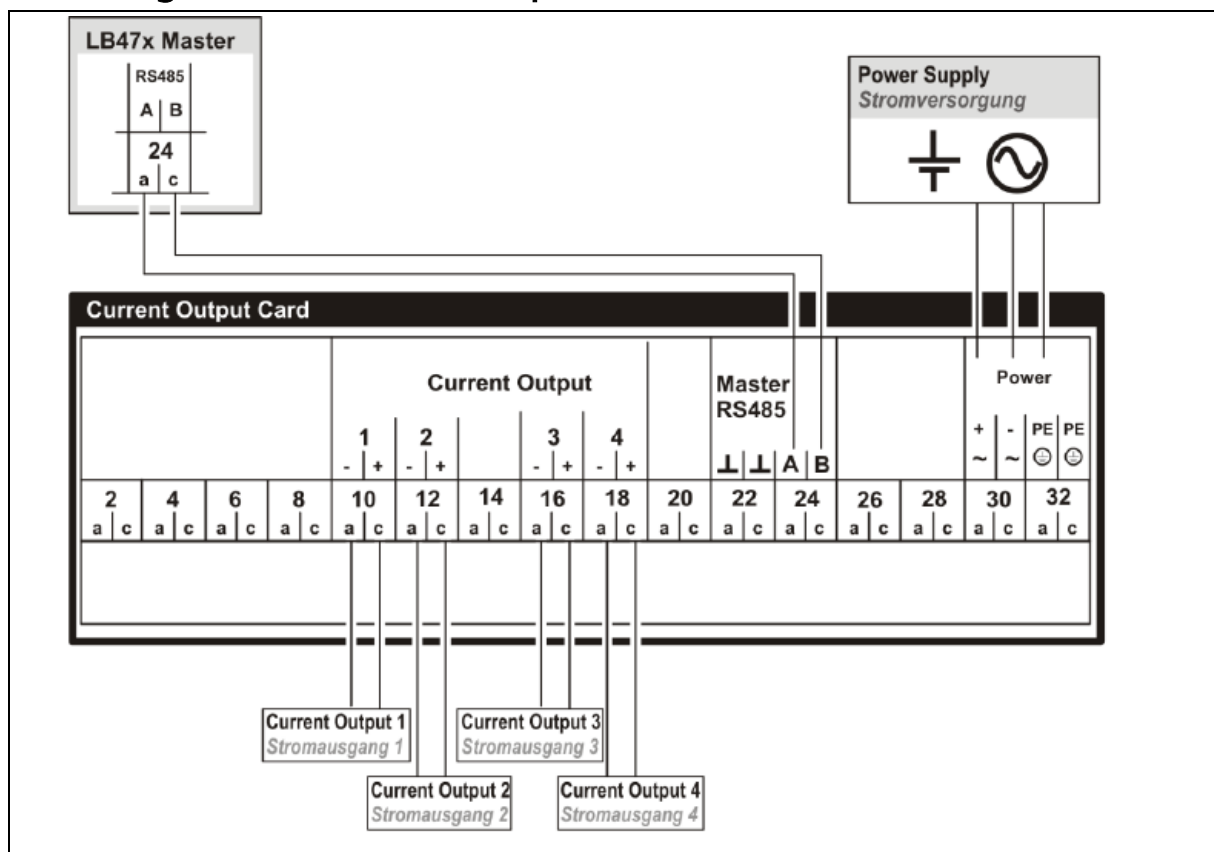 LB47x Master
RS485
A B
24
a c
Power Supply
Stromversorgung
Current Output Card
Current Output
Master
RS485
Power
1 2 3 4
+ - PE PE
- + - + - + - + ⊥ ⊥ A B ~ ~
2 4 6 8 10 12 14 16 18 20 22 24 26 28 30 32
a c a c a c a c a c a c a c a c a c a c a c a c a c a c a c a c
Current Output 1
Stromausgang 1
Current Output 3
Stromausgang 3
Current Output 2
Stromausgang 2
Current Output 4
Stromausgang 4